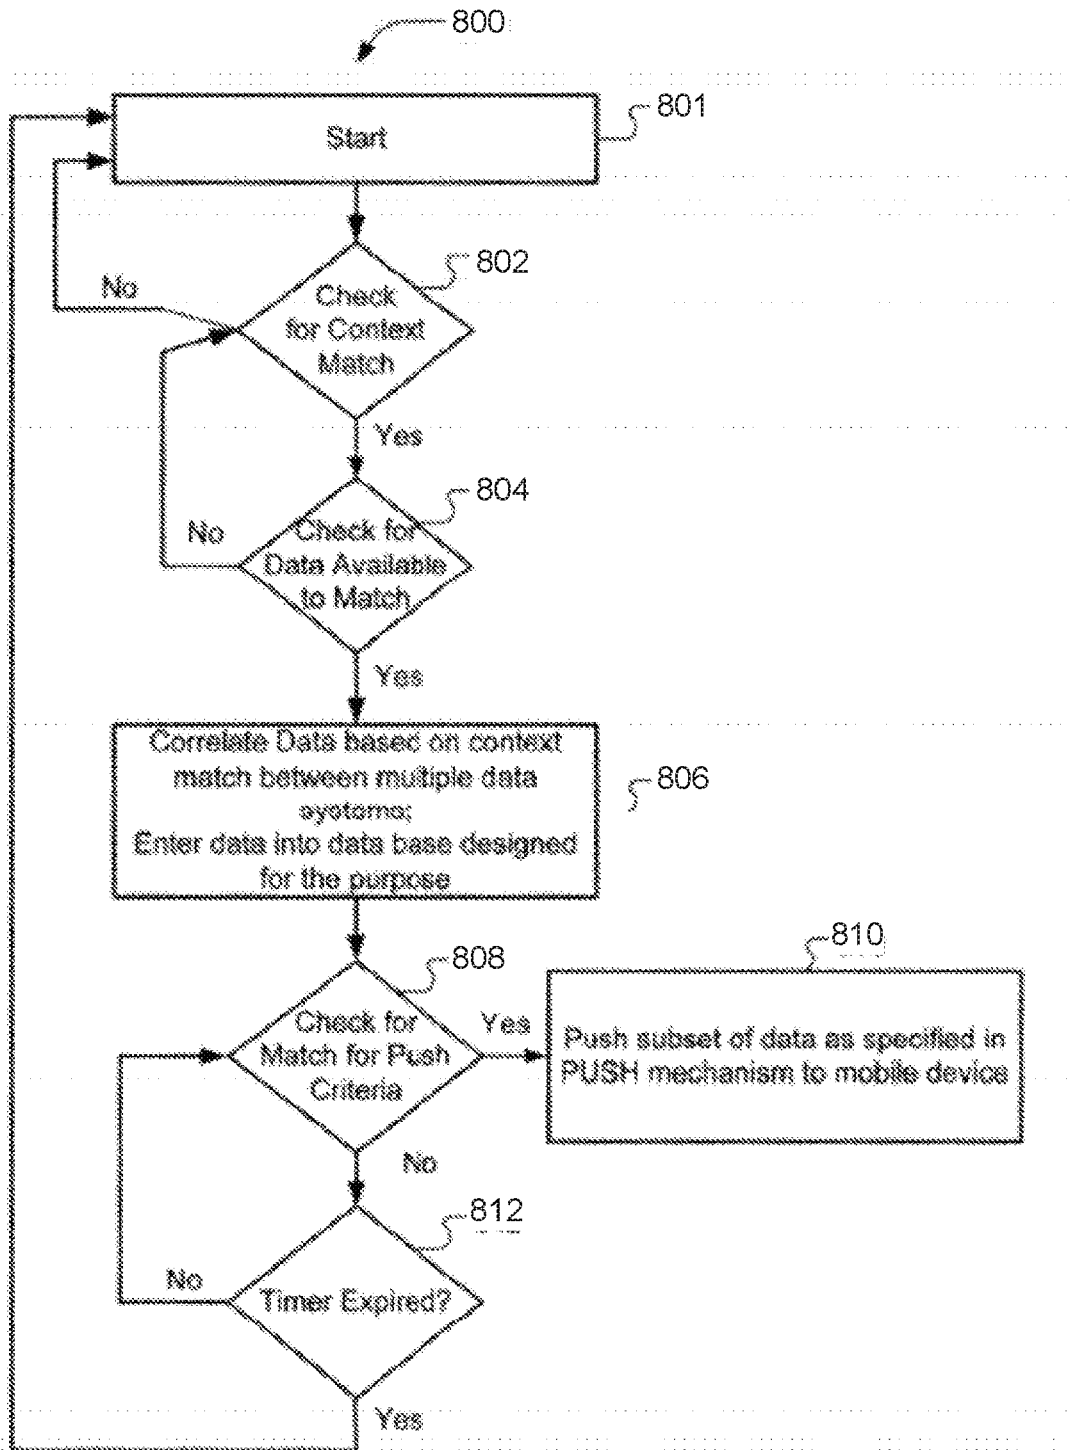 800
801
Start
802
No
Check
for Context
Match
Yes
804
No
Check for
Data Available
to Match
Yes
Correlate Data based on context
match between multiple data
systems;
Enter data into data base designed
for the purpose
806
808
810
Check for
Match for Push
Criteria
Yes
Push subset of data as specified in
PUSH mechanism to mobile device
No
812
No
Timer Expired?
Yes